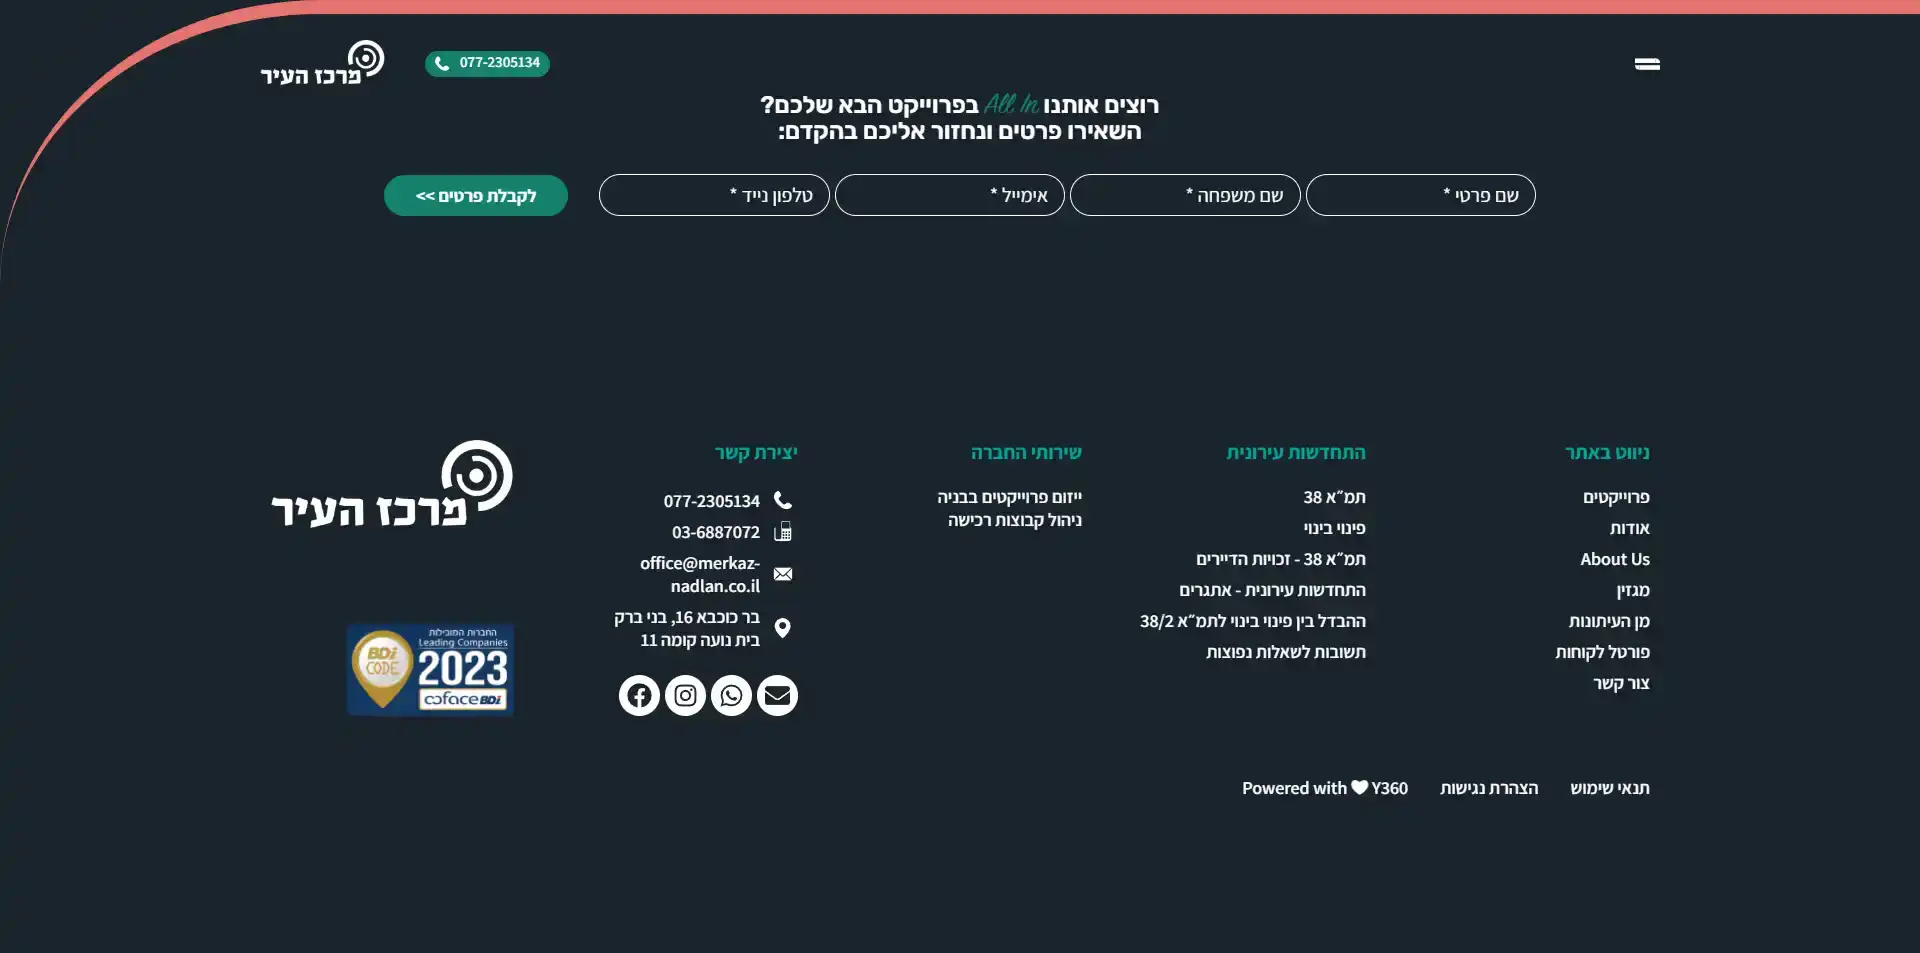 מרכז העיר
077-2305134
רוצים אותנו All In בפרוייקט הבא שלכם?
השאירו פרטים ונחזור אליכם בהקדם:
שם פרטי *
שם משפחה *
אימייל *
טלפון נייד *
לקבלת פרטים >>
ניווט באתר
פרוייקטים
אודות
About Us
מגזין
מן העיתונות
פורטל לקוחות
צור קשר
התחדשות עירונית
תמ״א 38
פינוי בינוי
תמ״א 38 - זכויות הדיירים
התחדשות עירונית - אתגרים
ההבדל בין פינוי בינוי לתמ״א 38/2
תשובות לשאלות נפוצות
שירותי החברה
ייזום פרוייקטים בבניה
ניהול קבוצות רכישה
יצירת קשר
077-2305134
03-6887072
office@merkaz-
nadlan.co.il
בר כוכבא 16, בני ברק
בית נועה קומה 11
מרכז העיר
החברות המובילות
Leading Companies
BDi
CODE
2023
coface BDi
תנאי שימוש
הצהרת נגישות
Powered with Y360